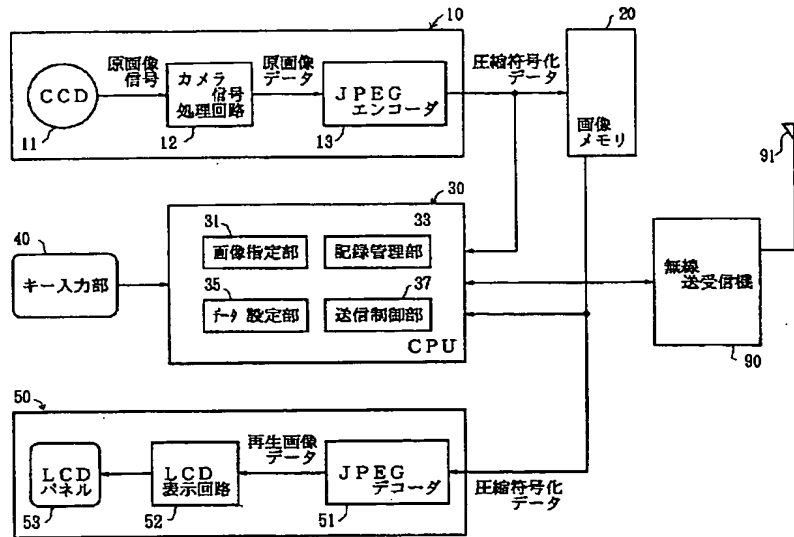 10
20
原画像
信号
原画像
データ
圧縮符号化
データ
CCD
カメラ
信号
処理回路
JPEG
エンコーダ
画像
メモリ
11
12
13
91
30
40
31
33
画像指定部
記録管理部
キー入力部
無線
送受信機
35
37
データ設定部
送信制御部
CPU
90
50
再生画像
データ
LCD
パネル
LCD
表示回路
JPEG
デコーダ
圧縮符号化
データ
53
52
51